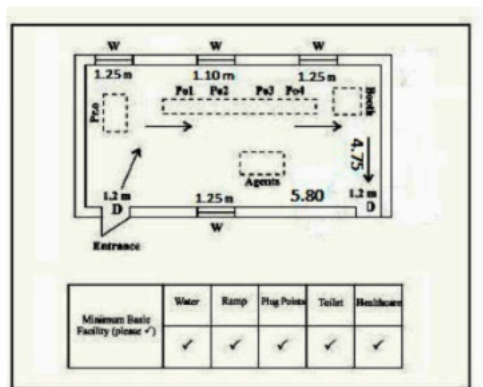 W W W
1.25 m 1.10 m 1.25 m
Po1 Po2 Po3 Po4
Pr.o
Booth
4.75
Agents
1.2 m 1.25 m 5.80 1.2 m
D D
W
Entrance
Water Ramp Plug Points Toilet Healthcare
Minimum Basic
Facility (please ✓)
✓ ✓ ✓ ✓ ✓